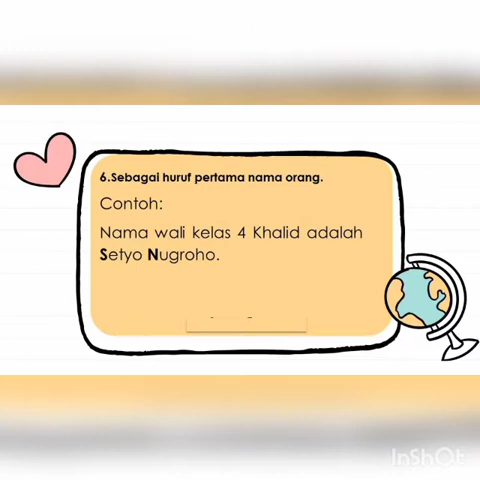 6.Sebagai huruf pertama nama orang.
Contoh:
Nama wali kelas 4 Khalid adalah
Setyo Nugroho.
InShOt